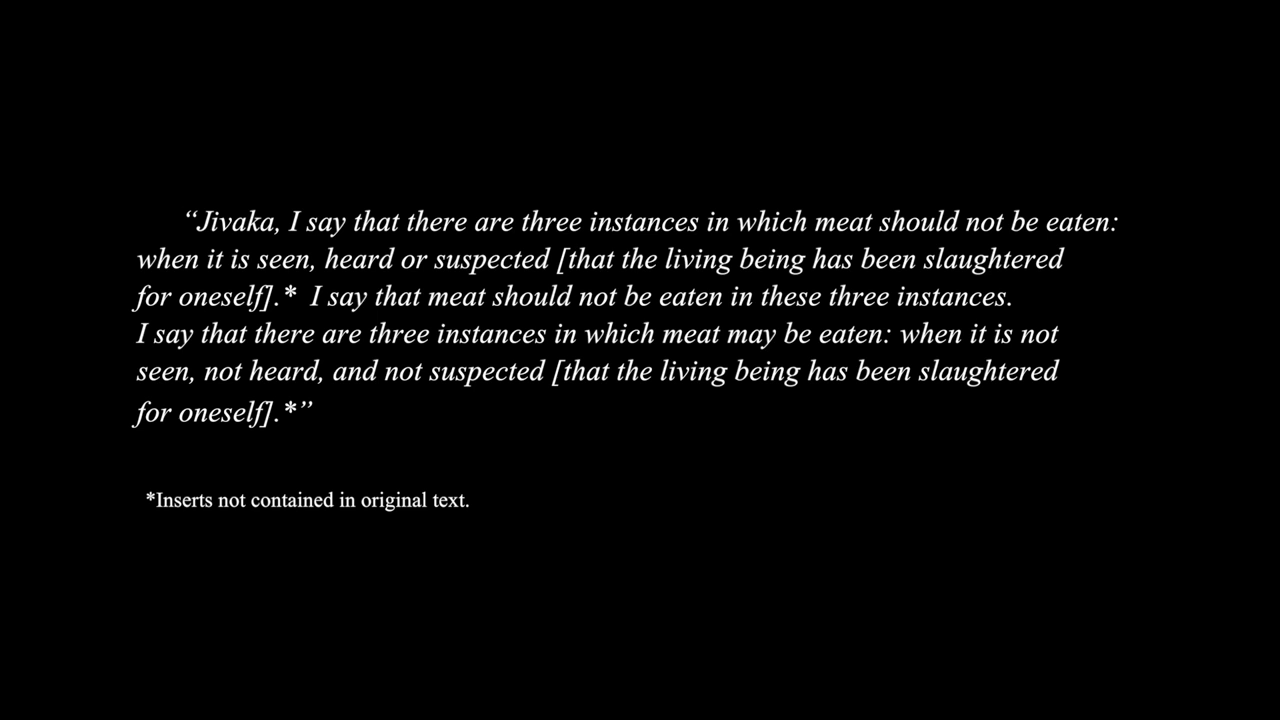 “Jivaka, I say that there are three instances in which meat should not be eaten:
when it is seen, heard or suspected [that the living being has been slaughtered
for oneself].* I say that meat should not be eaten in these three instances.
I say that there are three instances in which meat may be eaten: when it is not
seen, not heard, and not suspected [that the living being has been slaughtered
for oneself].*”
*Inserts not contained in original text.